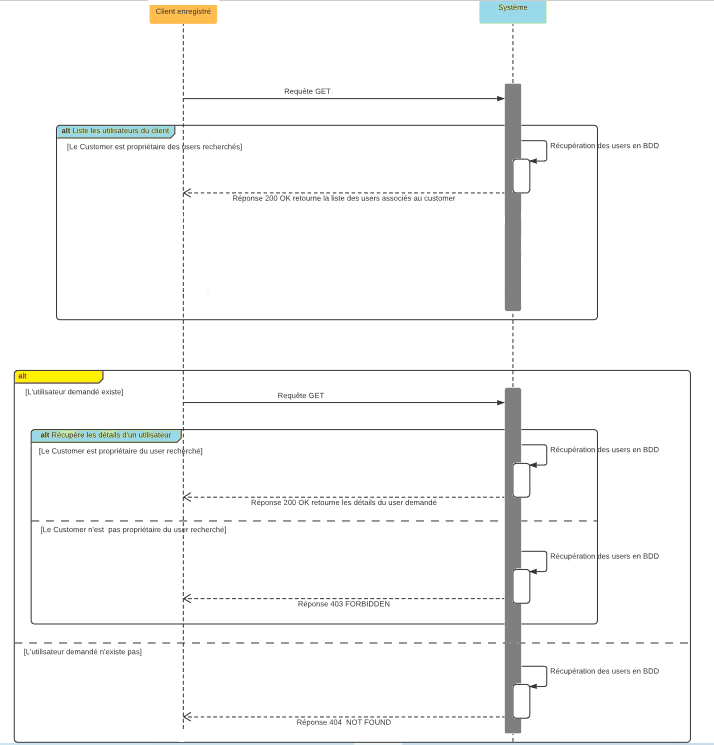 Client enregistré
Système
Requête GET
alt Liste les utilisateurs du client
[Le Customer est propriétaire des users recherchés]
Récupération des users en BDD
Réponse 200 OK retourne la liste des users associés au customer
alt
[L'utilisateur demandé existe]
Requête GET
alt Récupère les détails d'un utilisateur
[Le Customer est propriétaire du user recherché]
Récupération des users en BDD
Réponse 200 OK retourne les détails du user demandé
[Le Customer n'est pas propriétaire du user recherché]
Récupération des users en BDD
Réponse 403 FORBIDDEN
[L'utilisateur demandé n'existe pas]
Récupération des users en BDD
Réponse 404 NOT FOUND